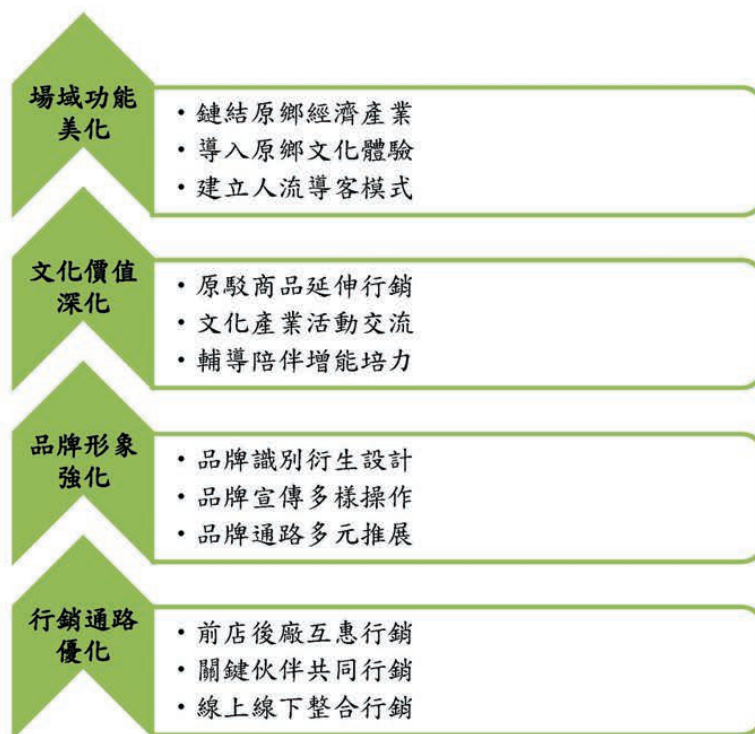 場域功能
美化
・鏈結原鄉經濟產業
・導入原鄉文化體驗
・建立人流導客模式
文化價值
深化
・原駁商品延伸行銷
・文化產業活動交流
・輔導陪伴增能培力
品牌形象
強化
・品牌識別衍生設計
・品牌宣傳多樣操作
・品牌通路多元推展
行銷通路
優化
・前店後廠互惠行銷
・關鍵伙伴共同行銷
・線上線下整合行銷